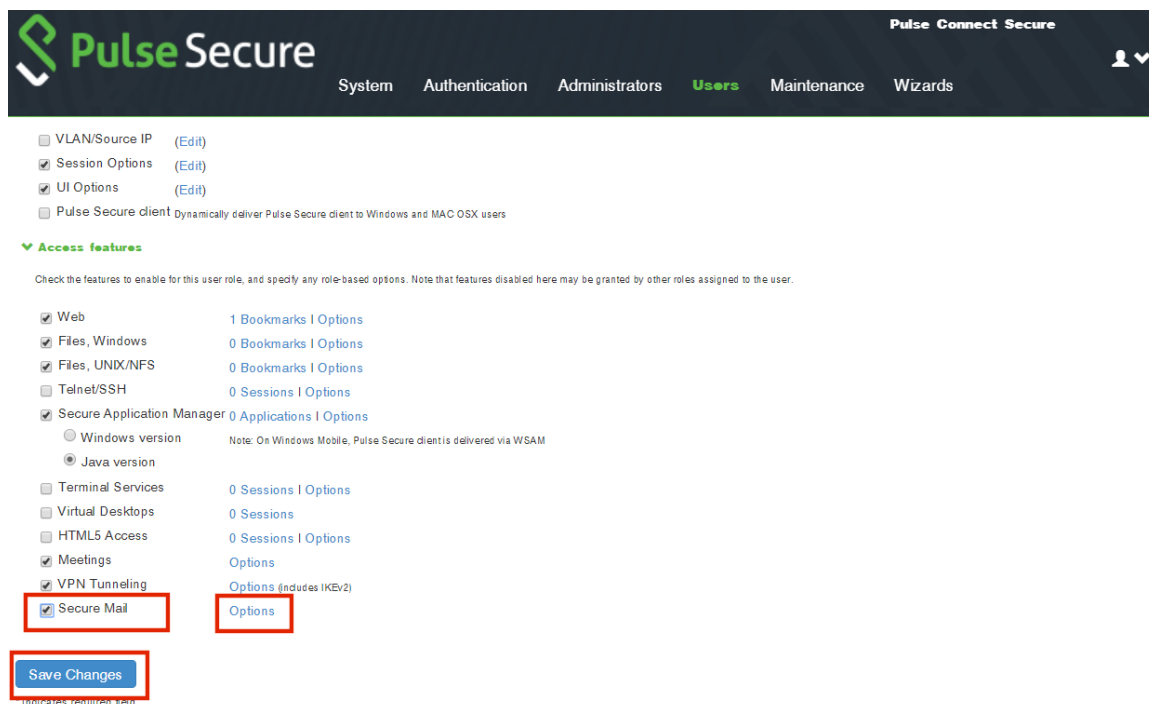 Pulse Connect Secure
Pulse Secure
System Authentication Administrators Users Maintenance Wizards
VLAN/Source IP (Edit)
Session Options (Edit)
UI Options (Edit)
Pulse Secure client Dynamically deliver Pulse Secure client to Windows and MAC OSX users
Access features
Check the features to enable for this user role, and specify any role-based options. Note that features disabled here may be granted by other roles assigned to the user.
Web 1 Bookmarks | Options
Files, Windows 0 Bookmarks | Options
Files, UNIX/NFS 0 Bookmarks | Options
Telnet/SSH 0 Sessions | Options
Secure Application Manager 0 Applications | Options
Windows version Note: On Windows Mobile, Pulse Secure client is delivered via WSAM
Java version
Terminal Services 0 Sessions | Options
Virtual Desktops 0 Sessions
HTML5 Access 0 Sessions | Options
Meetings Options
VPN Tunneling Options (includes IKEv2)
Secure Mail Options
Save Changes
indicates required field